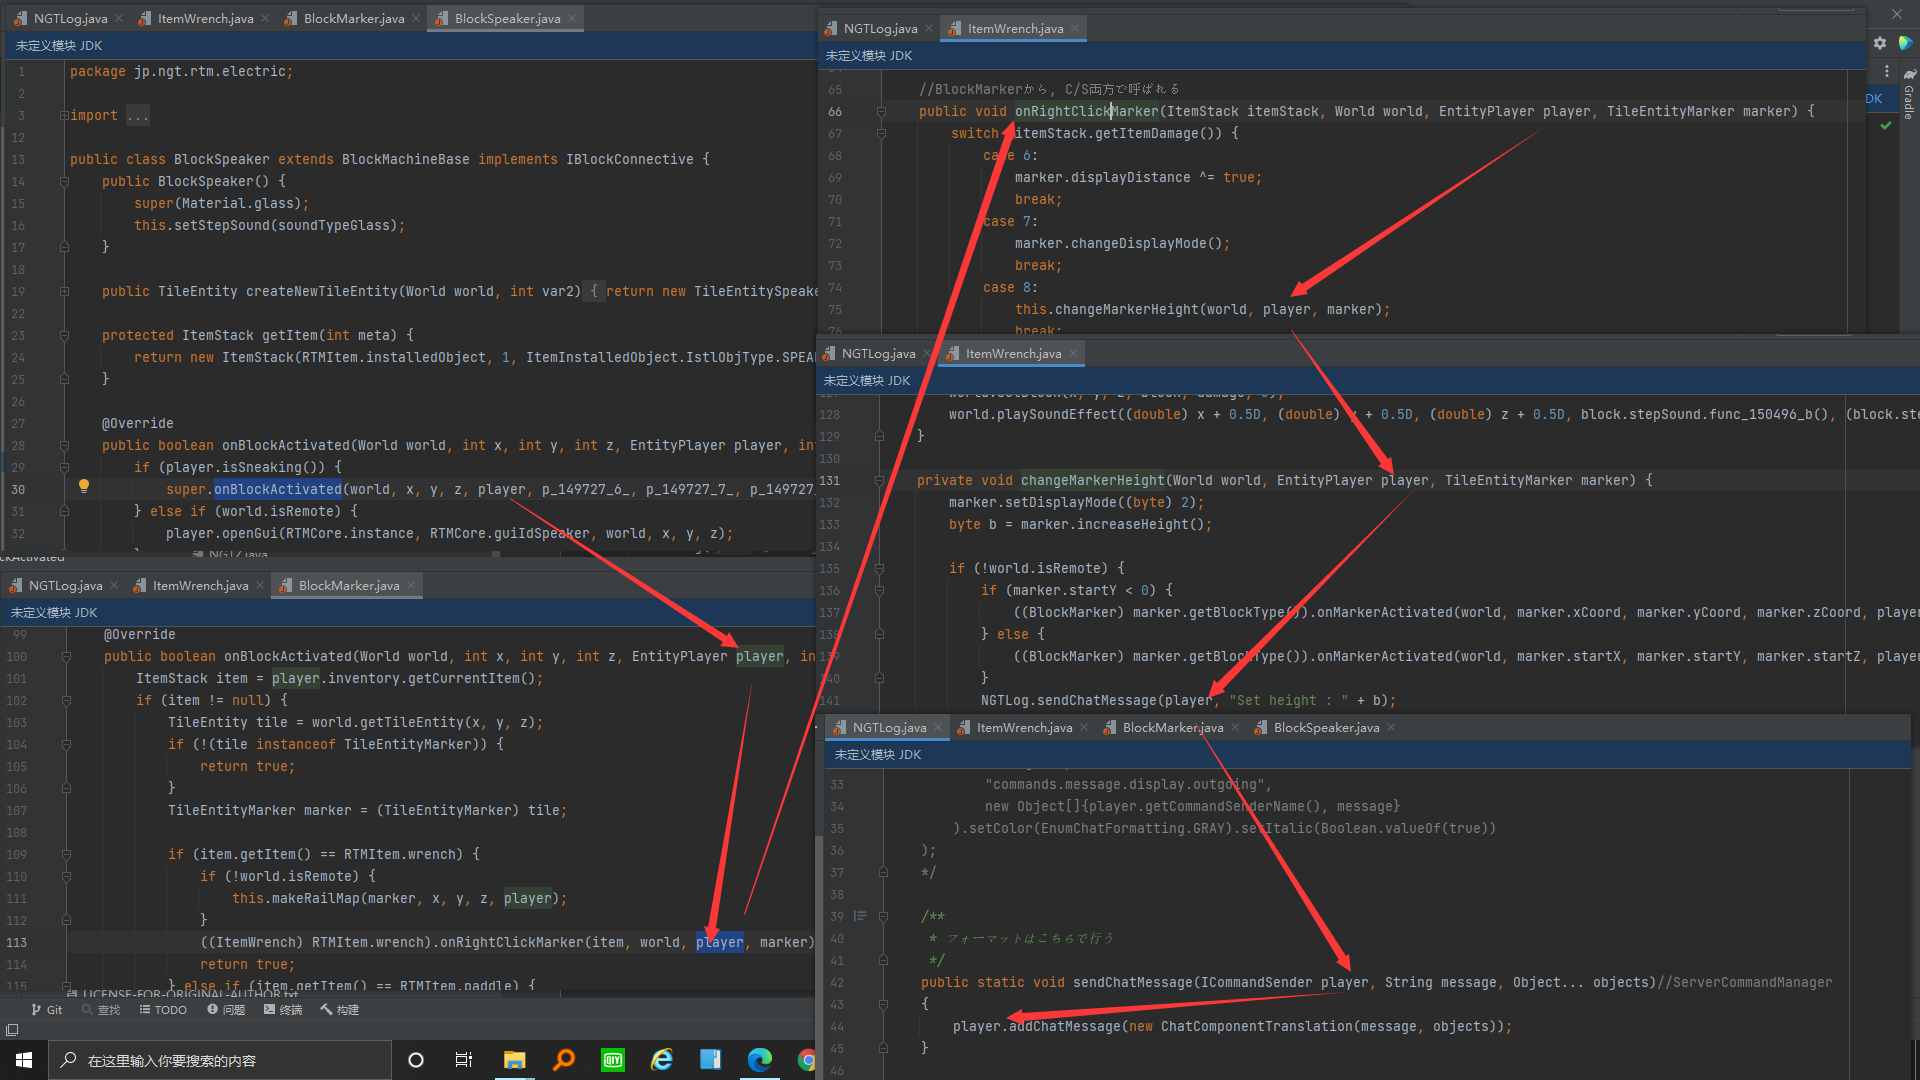 NGTLog.java ItemWrench.java BlockMarker.java BlockSpeaker.java
未定义模块 JDK
1 package jp.ngt.rtm.electric;
2
3 import ...
12
13 public class BlockSpeaker extends BlockMachineBase implements IBlockConnective {
14 public BlockSpeaker() {
15 super(Material.glass);
16 this.setStepSound(soundTypeGlass);
17 }
18
19 public TileEntity createNewTileEntity(World world, int var2) { return new TileEntitySpeake
22
23 protected ItemStack getItem(int meta) {
24 return new ItemStack(RTMItem.installedObject, 1, ItemInstalledObject.IstlObjType.SPEA
25 }
26
27 @Override
28 public boolean onBlockActivated(World world, int x, int y, int z, EntityPlayer player, in
29 if (player.isSneaking()) {
30 super.onBlockActivated(world, x, y, z, player, p_149727_6_, p_149727_7_, p_149727
31 } else if (world.isRemote) {
32 player.openGui(RTMCore.instance, RTMCore.guiIdSpeaker, world, x, y, z);
ckActivated
NGTZ.java
NGTLog.java ItemWrench.java BlockMarker.java
未定义模块 JDK
99 @Override
100 public boolean onBlockActivated(World world, int x, int y, int z, EntityPlayer player, in
101 ItemStack item = player.inventory.getCurrentItem();
102 if (item != null) {
103 TileEntity tile = world.getTileEntity(x, y, z);
104 if (!(tile instanceof TileEntityMarker)) {
105 return true;
106 }
107 TileEntityMarker marker = (TileEntityMarker) tile;
108
109 if (item.getItem() == RTMItem.wrench) {
110 if (!world.isRemote) {
111 this.makeRailMap(marker, x, y, z, player);
112 }
113 ((ItemWrench) RTMItem.wrench).onRightClickMarker(item, world, player, marker)
114 return true;
115 } else if (item.getItem() == RTMItem.paddle) {
LICENSE-FOR-ORIGINAL-AUTHOR.txt
Git 查找 TODO 问题 终端 构建
在这里输入你要搜索的内容
NGTLog.java ItemWrench.java
未定义模块 JDK
65 //BlockMarkerから, C/S両方で呼ばれる
66 public void onRightClickMarker(ItemStack itemStack, World world, EntityPlayer player, TileEntityMarker marker) {
67 switch (itemStack.getItemDamage()) {
68 case 6:
69 marker.displayDistance ^= true;
70 break;
71 case 7:
72 marker.changeDisplayMode();
73 break;
74 case 8:
75 this.changeMarkerHeight(world, player, marker);
76 break;
DK
Gradle
NGTLog.java ItemWrench.java
未定义模块 JDK
128 world.playSoundEffect((double) x + 0.5D, (double) y + 0.5D, (double) z + 0.5D, block.stepSound.func_150496_b(), (block.ste
129 }
130
131 private void changeMarkerHeight(World world, EntityPlayer player, TileEntityMarker marker) {
132 marker.setDisplayMode((byte) 2);
133 byte b = marker.increaseHeight();
134
135 if (!world.isRemote) {
136 if (marker.startY < 0) {
137 ((BlockMarker) marker.getBlockType()).onMarkerActivated(world, marker.xCoord, marker.yCoord, marker.zCoord, player
138 } else {
139 ((BlockMarker) marker.getBlockType()).onMarkerActivated(world, marker.startX, marker.startY, marker.startZ, player
140 }
141 NGTLog.sendChatMessage(player, "Set height : " + b);
NGTLog.java ItemWrench.java BlockMarker.java BlockSpeaker.java
未定义模块 JDK
33 "commands.message.display.outgoing",
34 new Object[]{player.getCommandSenderName(), message}
35 ).setColor(EnumChatFormatting.GRAY).setItalic(Boolean.valueOf(true))
36 );
37 */
38
39 /**
40 * フォーマットはこちらで行う
41 */
42 public static void sendChatMessage(ICommandSender player, String message, Object... objects)//ServerCommandManager
43 {
44 player.addChatMessage(new ChatComponentTranslation(message, objects));
45 }
46